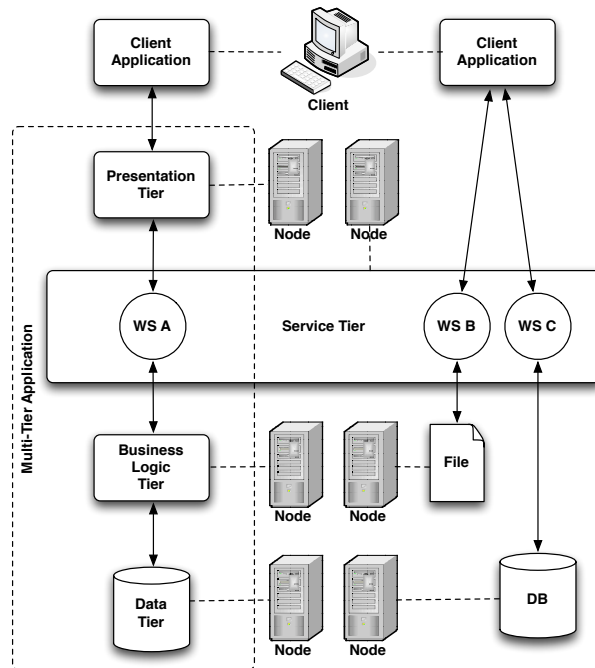 Client
Application
Client
Client
Application
Presentation
Tier
Node
Node
WS A
Service Tier
WS B
WS C
Multi-Tier Application
Business
Logic
Tier
Node
Node
File
Data
Tier
Node
Node
DB